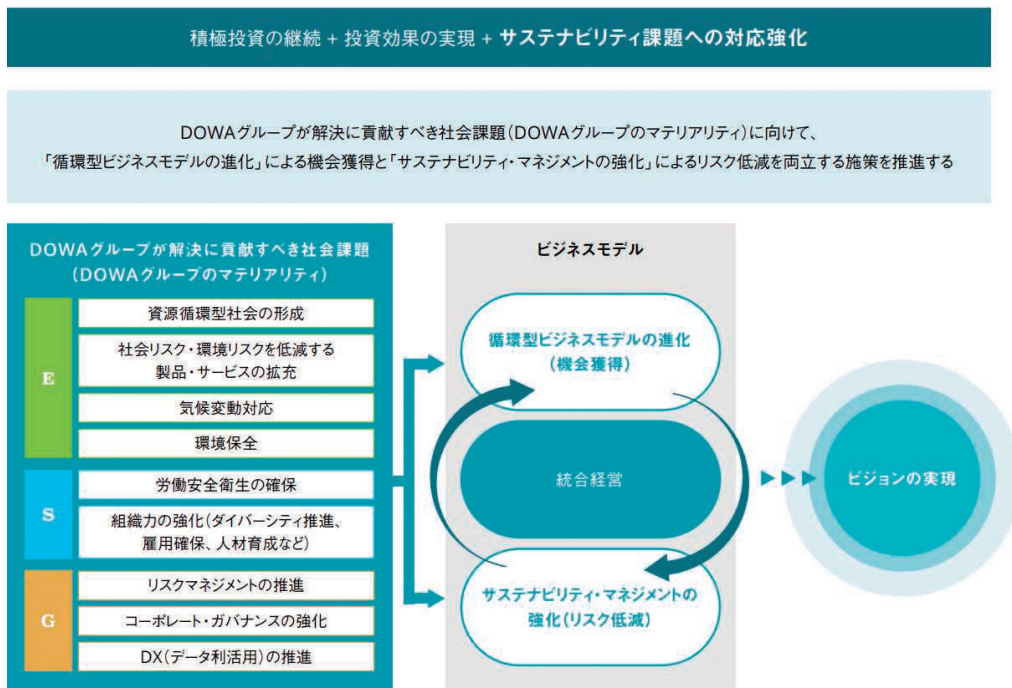 積極投資の継続 + 投資効果の実現 + サステナビリティ課題への対応強化
DOWAグループが解決に貢献すべき社会課題(DOWAグループのマテリアリティ)に向けて、
「循環型ビジネスモデルの進化」による機会獲得と「サステナビリティ・マネジメントの強化」によるリスク低減を両立する施策を推進する
DOWAグループが解決に貢献すべき社会課題
(DOWAグループのマテリアリティ)
E
資源循環型社会の形成
社会リスク・環境リスクを低減する
製品・サービスの拡充
気候変動対応
環境保全
S
労働安全衛生の確保
組織力の強化(ダイバーシティ推進、
雇用確保、人材育成など)
G
リスクマネジメントの推進
コーポレート・ガバナンスの強化
DX(データ利活用)の推進
ビジネスモデル
循環型ビジネスモデルの進化
(機会獲得)
統合経営
サステナビリティ・マネジメントの
強化(リスク低減)
ビジョンの実現